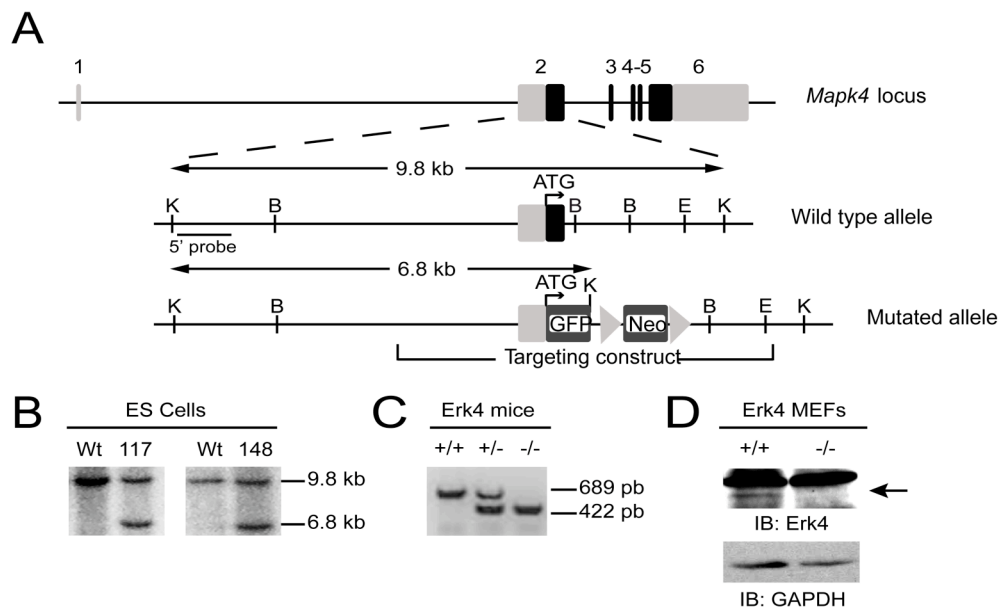 A
1 2 3 4-5 6
Mapk4 locus
9.8 kb
ATG
K B B B E K
Wild type allele
5' probe
6.8 kb
ATG K
K B B E K
GFP Neo
Mutated allele
Targeting construct
B
ES Cells
Wt 117 Wt 148
9.8 kb
6.8 kb
C
Erk4 mice
+/+ +/- -/-
689 pb
422 pb
D
Erk4 MEFs
+/+ -/-
IB: Erk4
IB: GAPDH